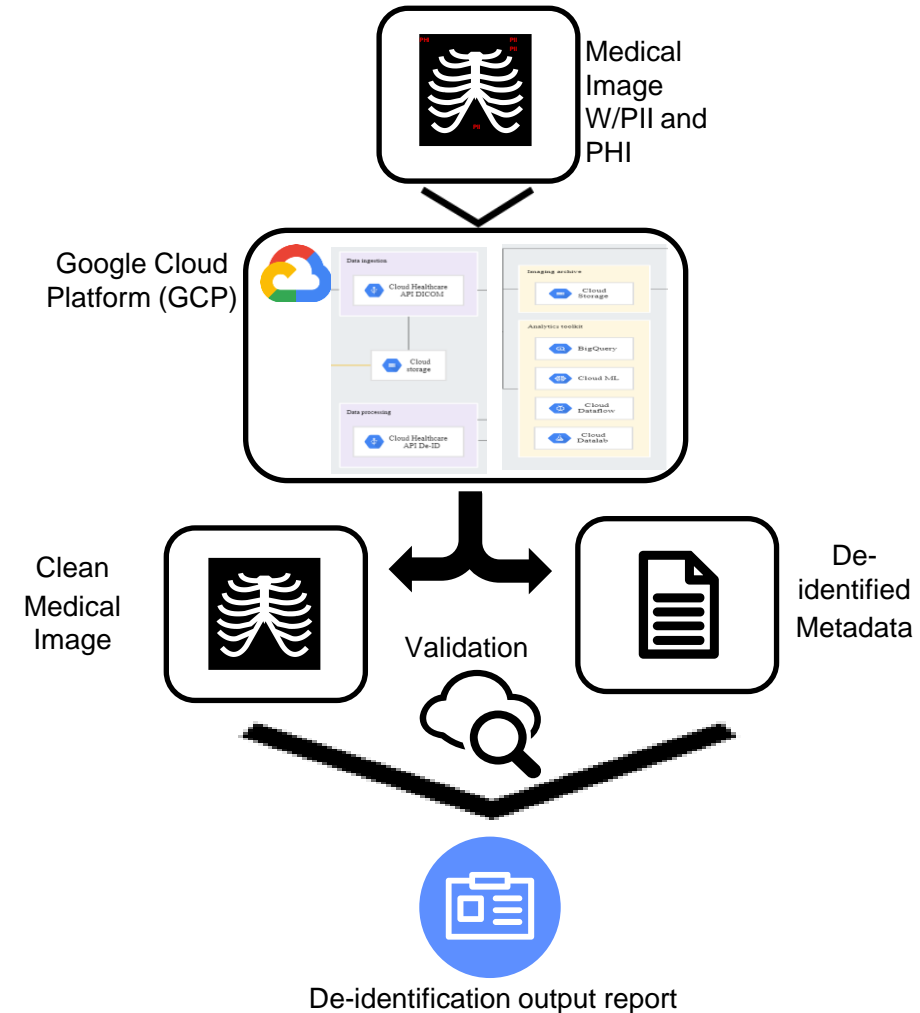 PHI
PII
PII
PII
Medical
Image
W/PII and
PHI
Google Cloud
Platform (GCP)
Data ingestion
Cloud Healthcare
API DICOM
Cloud
storage
Data processing
Cloud Healthcare
API De-ID
Imaging archive
Cloud
Storage
Analytics toolkit
BigQuery
Cloud ML
Cloud
Dataflow
Cloud
Datalab
Clean
Medical
Image
Validation
De-
identified
Metadata
De-identification output report